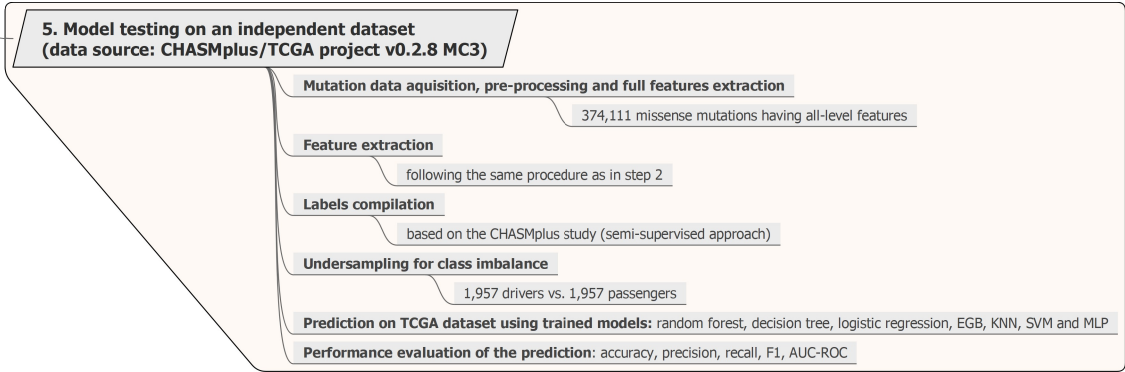 5. Model testing on an independent dataset
(data source: CHASMplus/TCGA project v0.2.8 MC3)
Mutation data aquisition, pre-processing and full features extraction
374,111 missense mutations having all-level features
Feature extraction
following the same procedure as in step 2
Labels compilation
based on the CHASMplus study (semi-supervised approach)
Undersampling for class imbalance
1,957 drivers vs. 1,957 passengers
Prediction on TCGA dataset using trained models: random forest, decision tree, logistic regression, EGB, KNN, SVM and MLP
Performance evaluation of the prediction: accuracy, precision, recall, F1, AUC-ROC